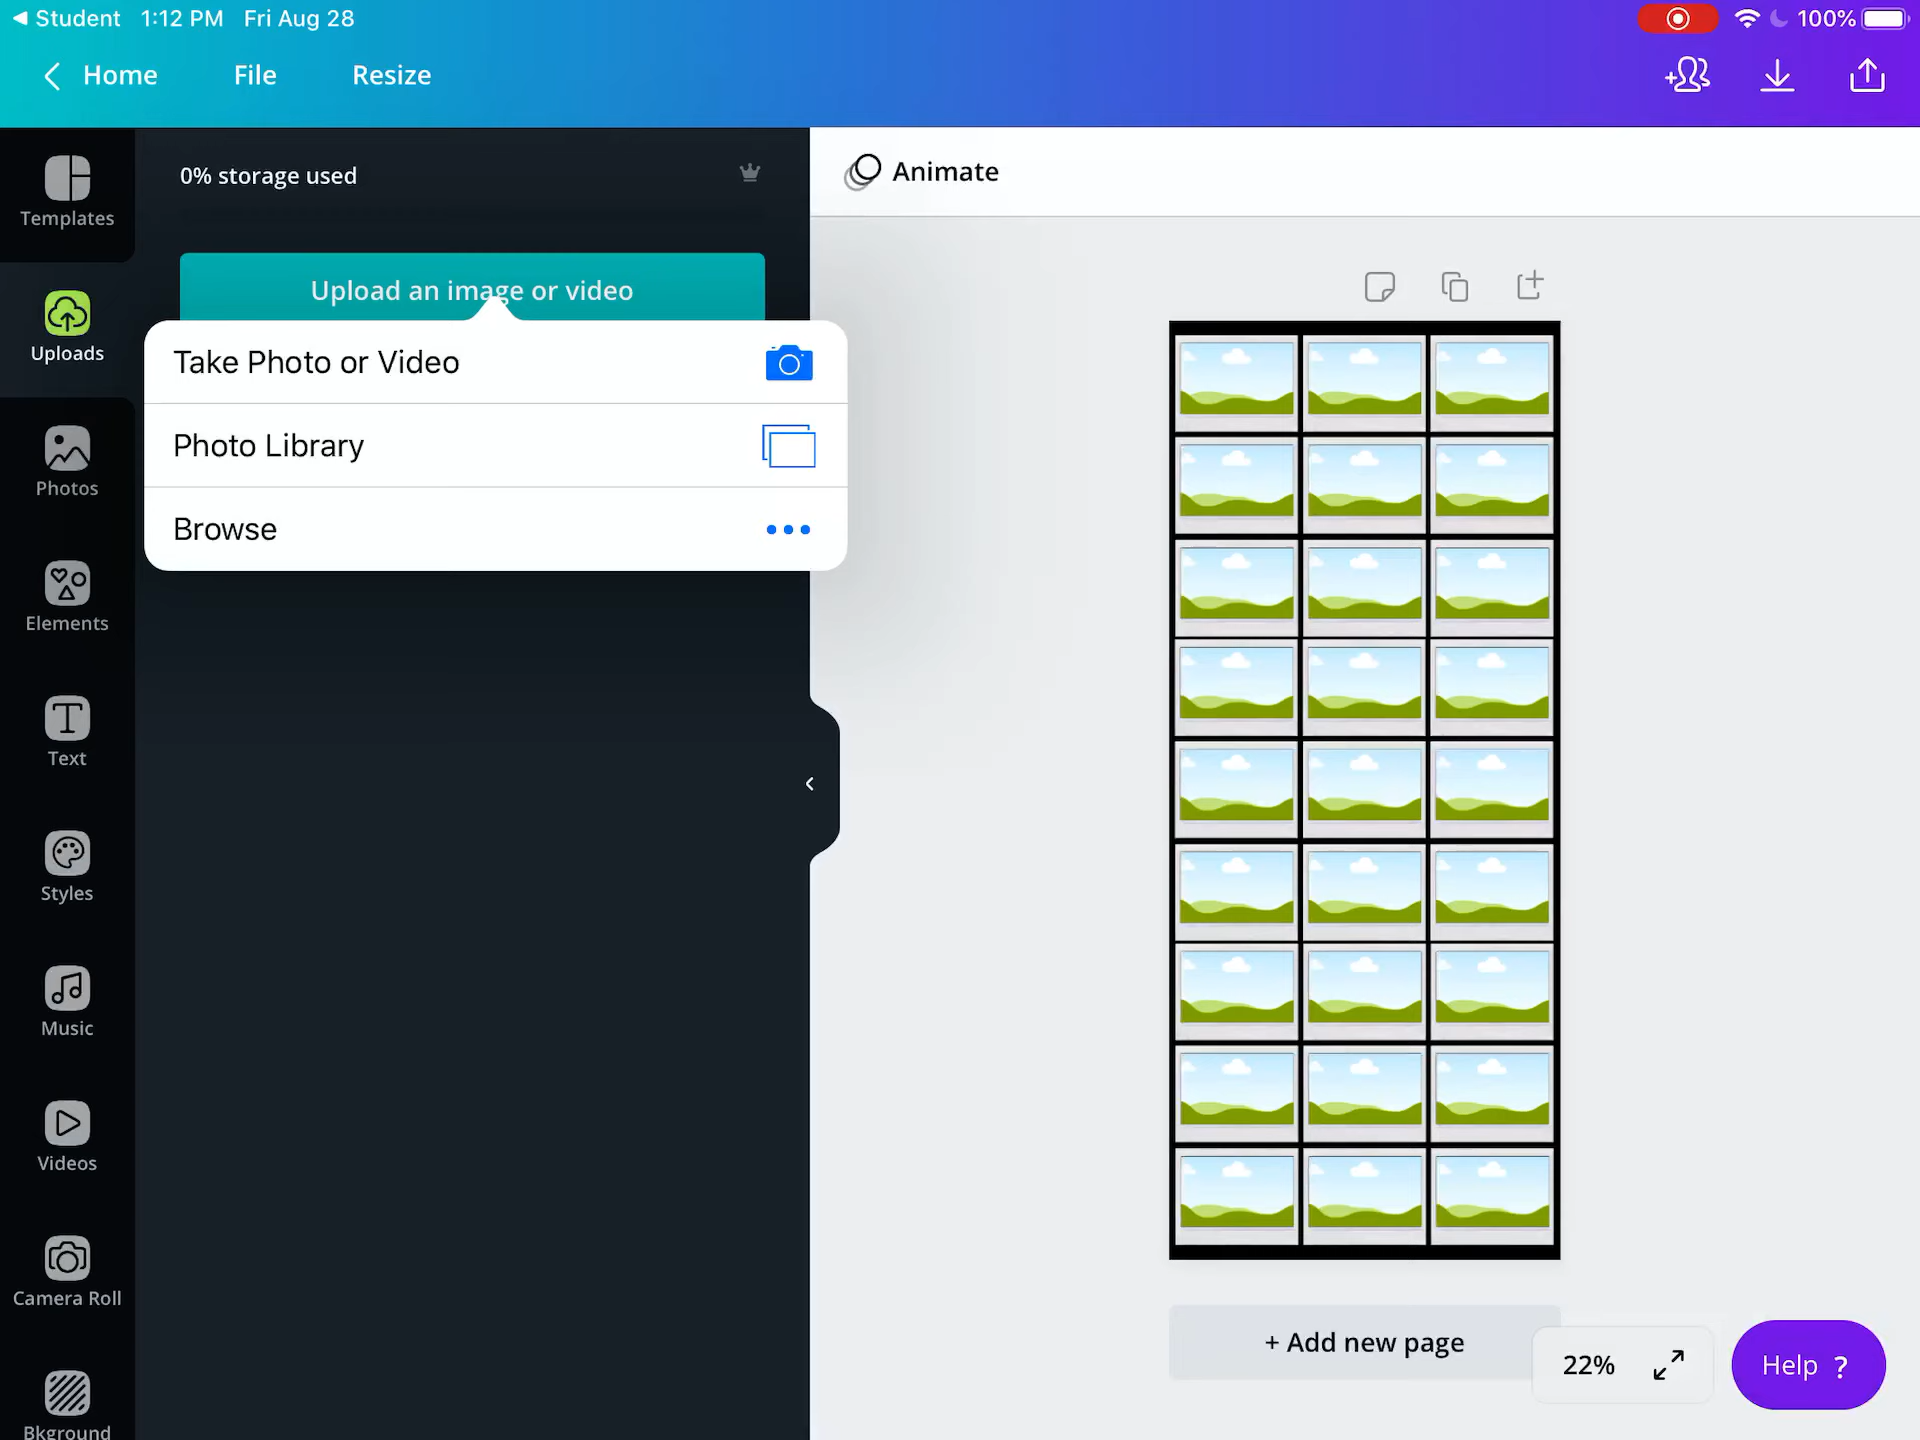 Student 1:12 PM Fri Aug 28
100%
Home File Resize
0% storage used
Animate
Templates
Upload an image or video
Uploads
Take Photo or Video
Photo Library
Browse
Photos
Elements
Text
Styles
Music
Videos
Camera Roll
Bkground
+ Add new page
22%
Help ?